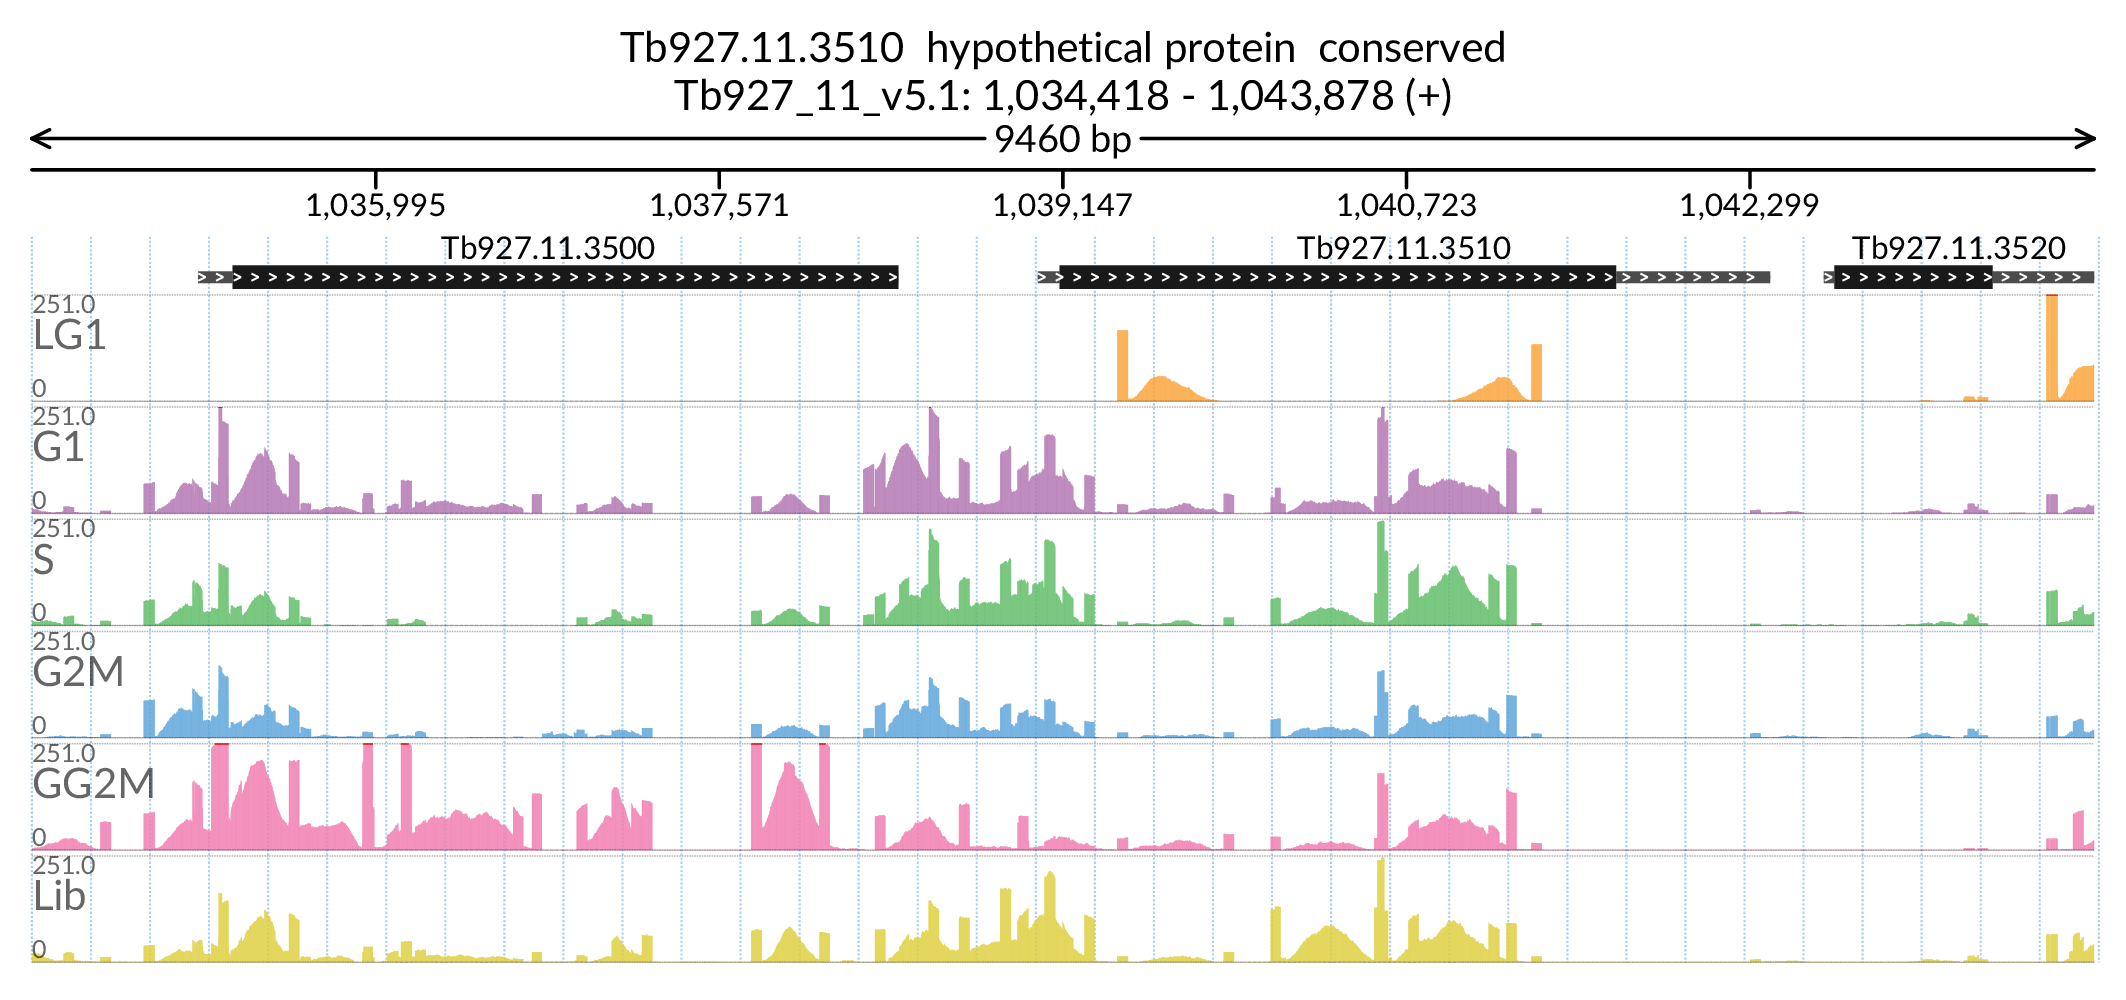 Tb927.11.3510 hypothetical protein conserved
Tb927_11_v5.1: 1,034,418 - 1,043,878 (+)
9460 bp
1,035,995 1,037,571 1,039,147 1,040,723 1,042,299
Tb927.11.3500 Tb927.11.3510 Tb927.11.3520
251.0
LG1
0
251.0
G1
0
251.0
S
0
251.0
G2M
0
251.0
GG2M
0
251.0
Lib
0